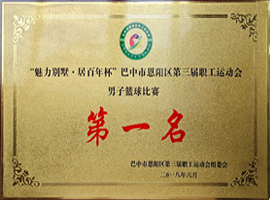 “魅力别墅·居百年杯”巴中市恩阳区第三届职工运动会
男子篮球比赛
第一名
巴中市恩阳区第三届职工运动会组委会
二〇一八年六月